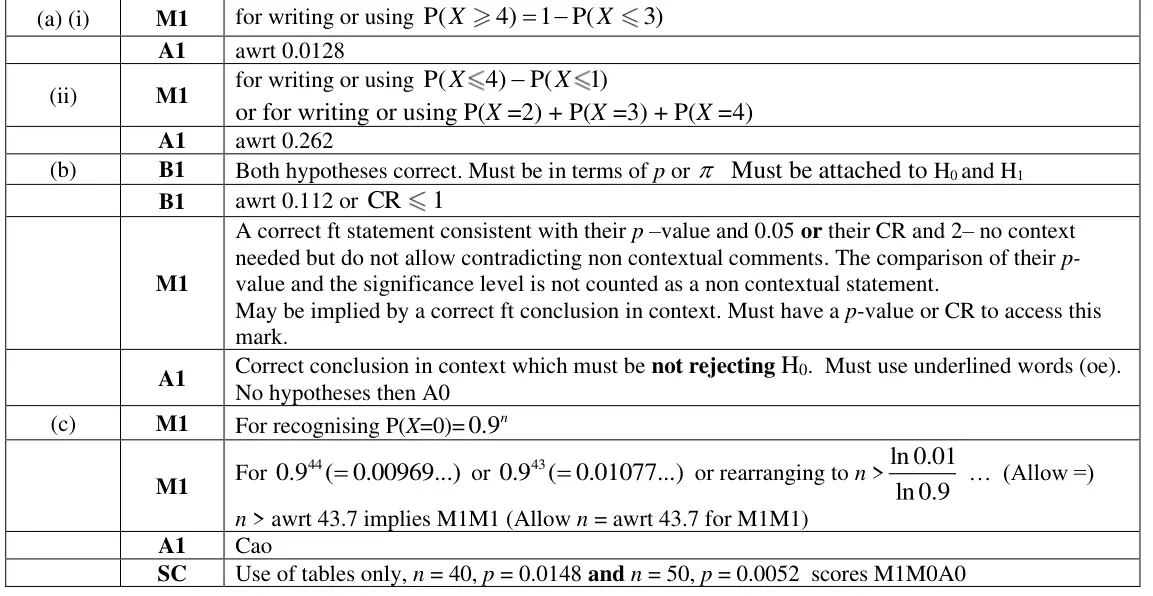 (a) (i) M1 for writing or using P(X ⩾ 4) = 1 − P(X ⩽ 3)
A1 awrt 0.0128
(ii) M1 for writing or using P(X⩽4) − P(X⩽1)
or for writing or using P(X =2) + P(X =3) + P(X =4)
A1 awrt 0.262
(b) B1 Both hypotheses correct. Must be in terms of p or π Must be attached to H₀ and H₁
B1 awrt 0.112 or CR ⩽ 1
M1 A correct ft statement consistent with their p –value and 0.05 or their CR and 2– no context
needed but do not allow contradicting non contextual comments. The comparison of their p-
value and the significance level is not counted as a non contextual statement.
May be implied by a correct ft conclusion in context. Must have a p-value or CR to access this
mark.
A1 Correct conclusion in context which must be not rejecting H₀. Must use underlined words (oe).
No hypotheses then A0
(c) M1 For recognising P(X=0)= 0.9ⁿ
M1 For 0.9⁴⁴ (= 0.00969...) or 0.9⁴³ (= 0.01077...) or rearranging to n > ln 0.01 / ln 0.9 … (Allow =)
n > awrt 43.7 implies M1M1 (Allow n = awrt 43.7 for M1M1)
A1 Cao
SC Use of tables only, n = 40, p = 0.0148 and n = 50, p = 0.0052 scores M1M0A0